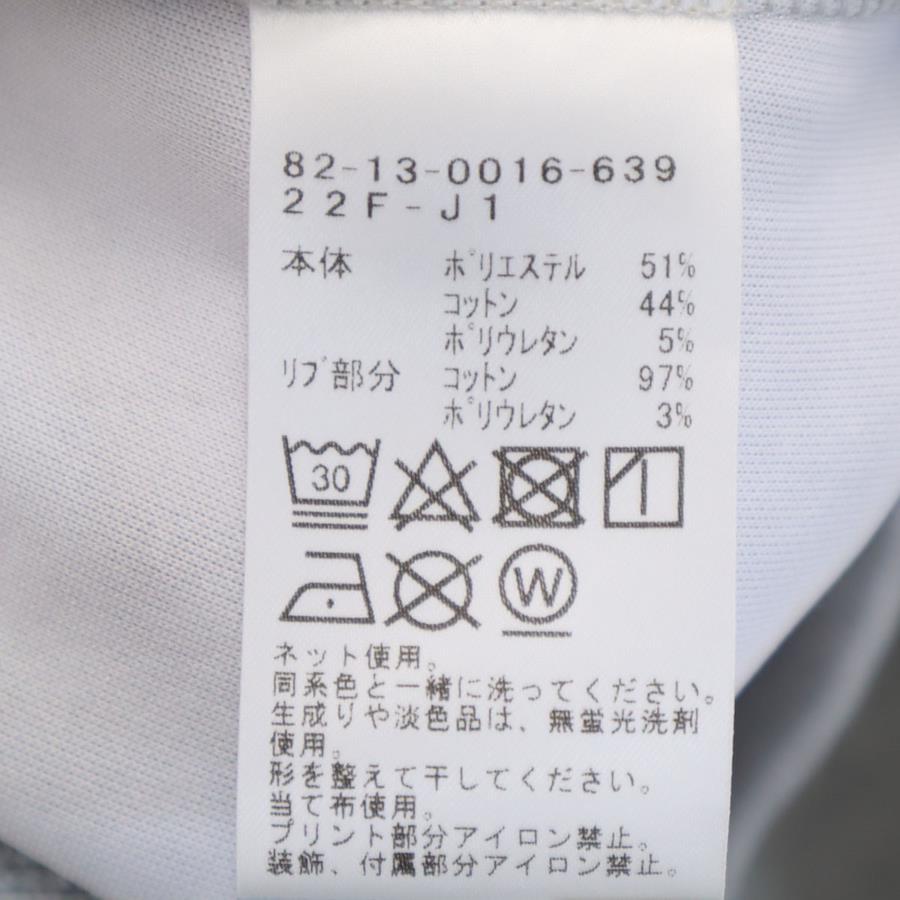 82-13-0016-639
22F-J1
本体 ポリエステル 51%
コットン 44%
ポリウレタン 5%
リブ部分 コットン 97%
ポリウレタン 3%
30
W
ネット使用。
同系色と一緒に洗ってください。
生成りや淡色品は、無蛍光洗剤
使用。
形を整えて干してください。
当て布使用。
プリント部分アイロン禁止。
装飾、付属部分アイロン禁止。